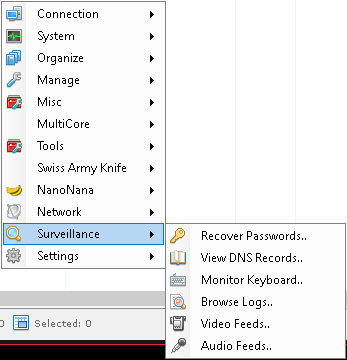 Connection
System
Organize
Manage
Misc
MultiCore
Tools
Swiss Army Knife
NanoNana
Network
Surveillance
Settings
Recover Passwords..
View DNS Records..
Monitor Keyboard..
Browse Logs..
Video Feeds..
Audio Feeds..
0 Selected: 0